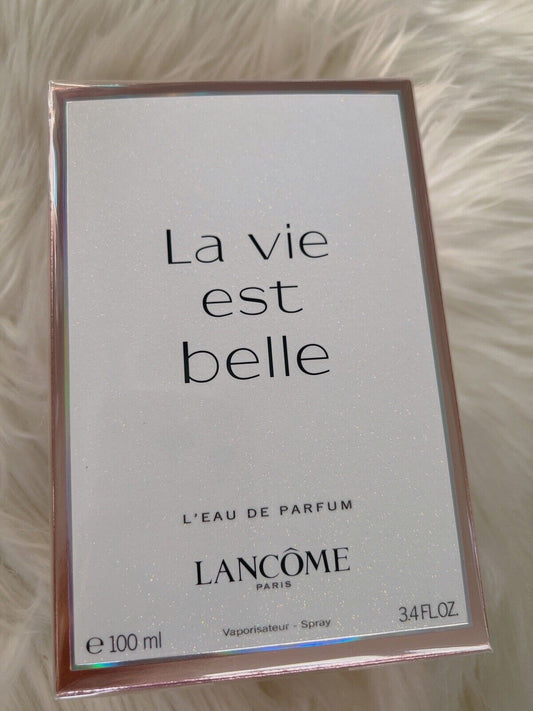 La vie
est
belle
L'EAU DE PARFUM
LANCÔME
PARIS
Vaporisateur - Spray
e 100 ml
3.4 FL.OZ.